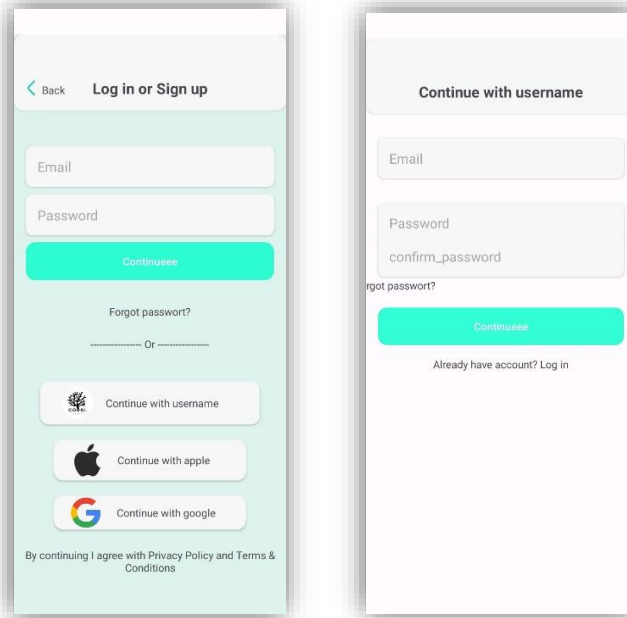 Back
Log in or Sign up
Email
Password
Continueee
Forgot passwort?
---------------- Or ----------------
CORAL
Continue with username
Continue with apple
Continue with google
By continuing I agree with Privacy Policy and Terms &
Conditions
Continue with username
Email
Password
confirm_password
rgot passwort?
Continueee
Already have account? Log in